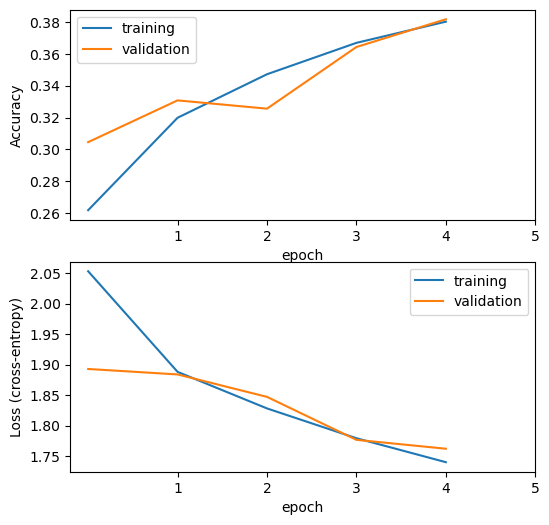 training
validation
Accuracy
0.38
0.36
0.34
0.32
0.30
0.28
0.26
1 2 3 4 5
epoch
training
validation
Loss (cross-entropy)
2.05
2.00
1.95
1.90
1.85
1.80
1.75
1 2 3 4 5
epoch